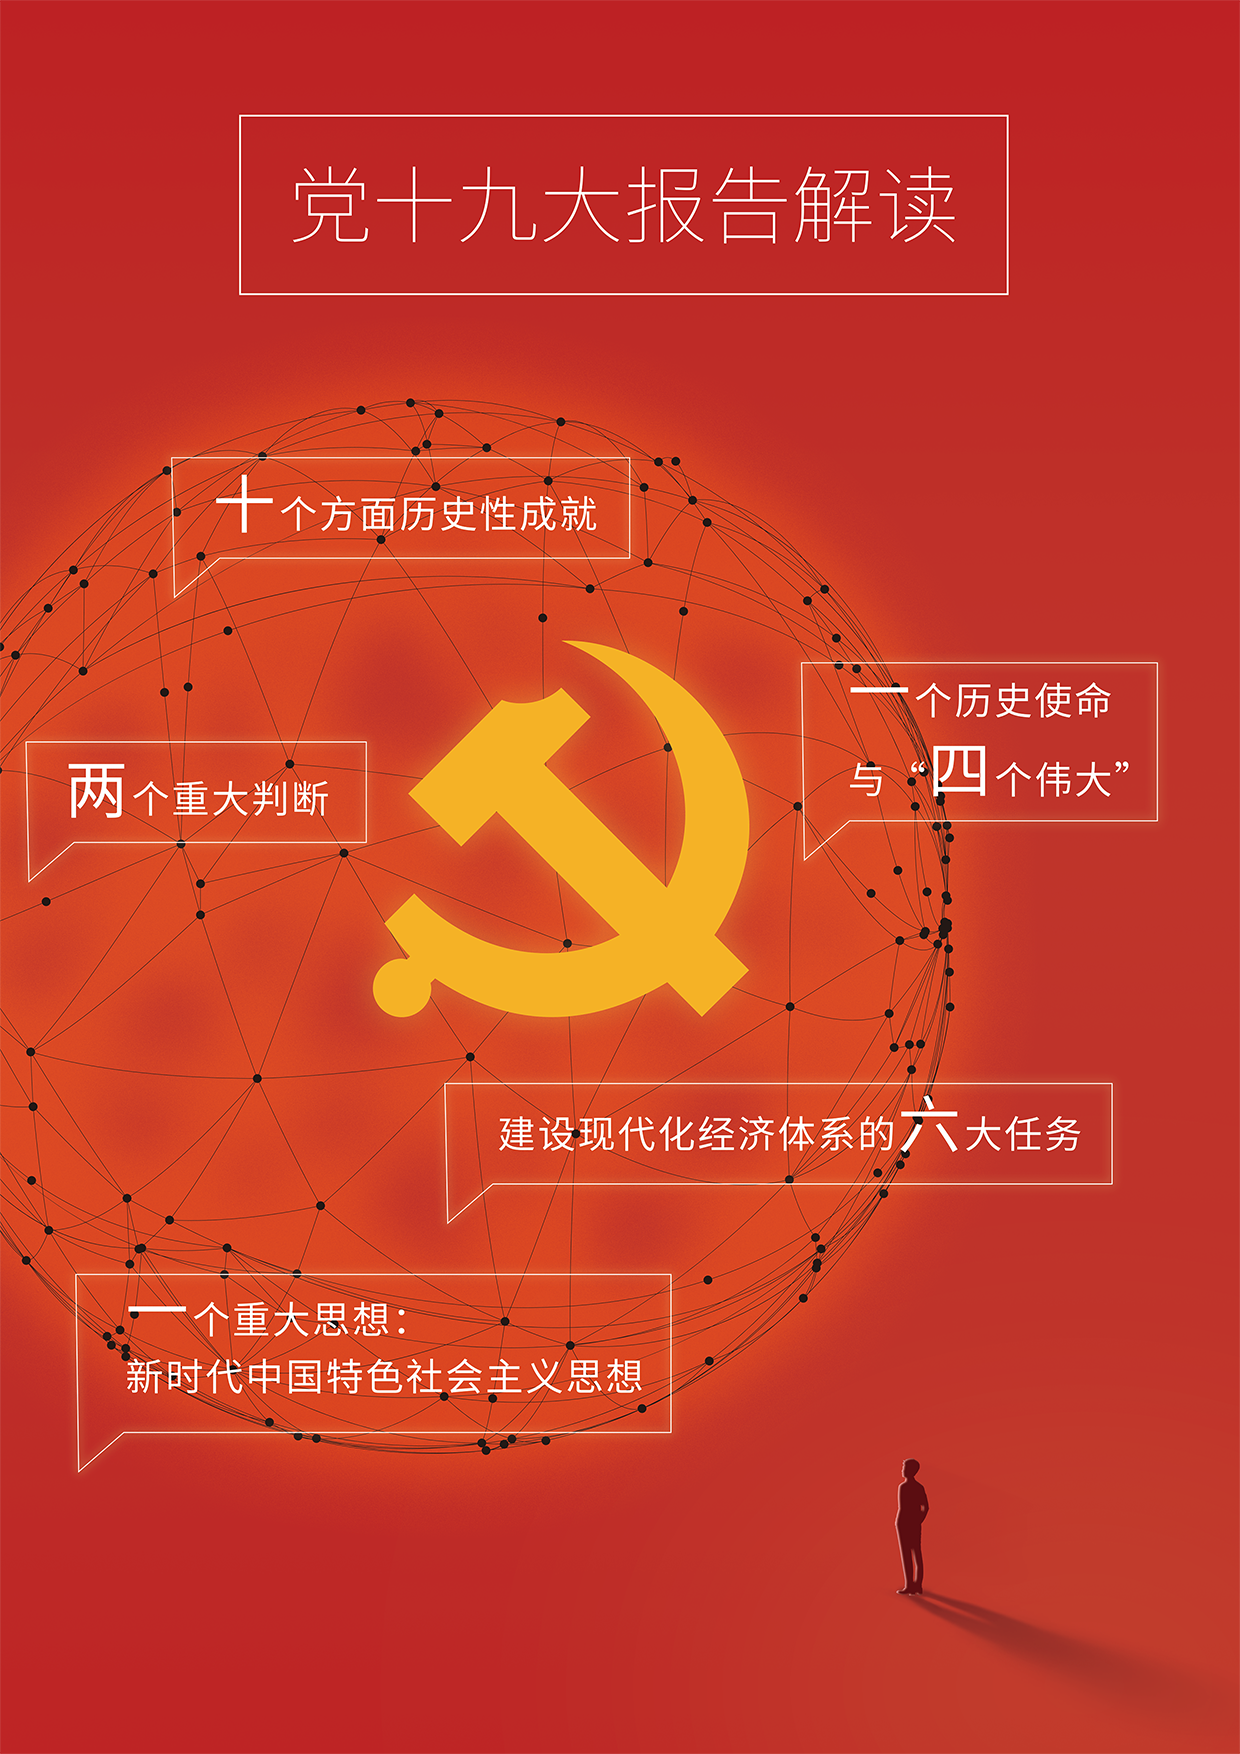 党十九大报告解读
十个方面历史性成就
一个历史使命
与“四个伟大”
两个重大判断
建设现代化经济体系的六大任务
一个重大思想：
新时代中国特色社会主义思想